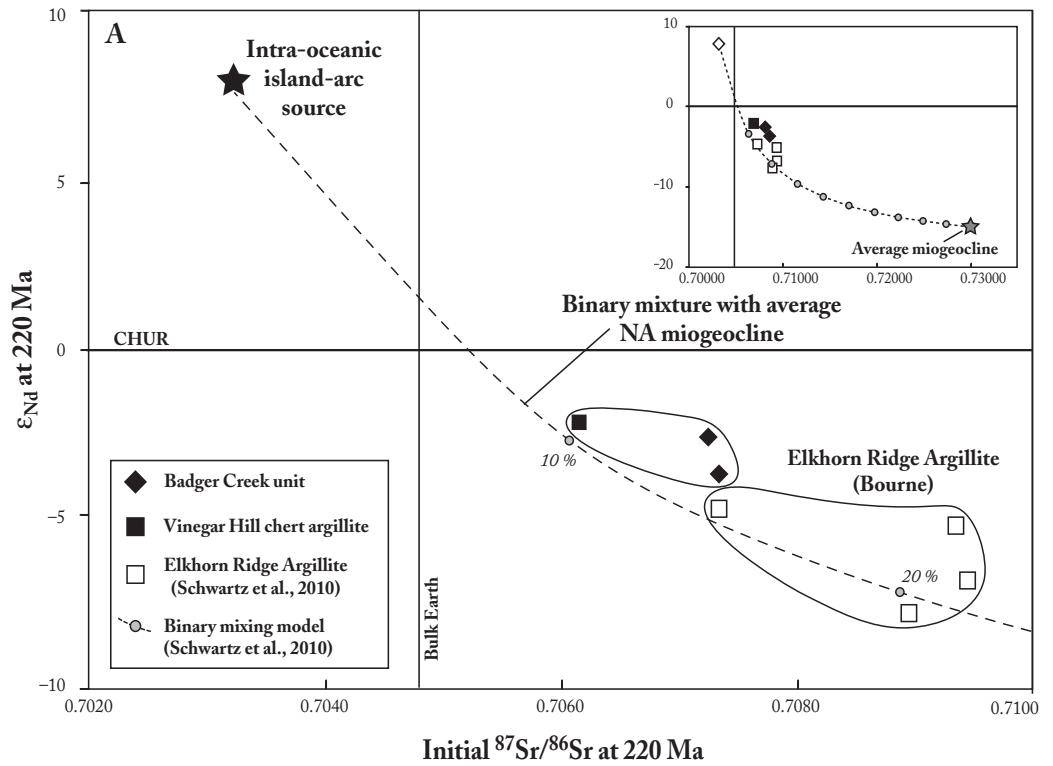 A
Intra-oceanic
island-arc
source
10
5
0
−5
−10
εNd at 220 Ma
CHUR
Bulk Earth
0.7020
0.7040
0.7060
0.7080
0.7100
Initial 87Sr/86Sr at 220 Ma
Binary mixture with average
NA miogeocline
10 %
20 %
Elkhorn Ridge Argillite
(Bourne)
Badger Creek unit
Vinegar Hill chert argillite
Elkhorn Ridge Argillite
(Schwartz et al., 2010)
Binary mixing model
(Schwartz et al., 2010)
10
0
−10
−20
0.70000
0.71000
0.72000
0.73000
Average miogeocline